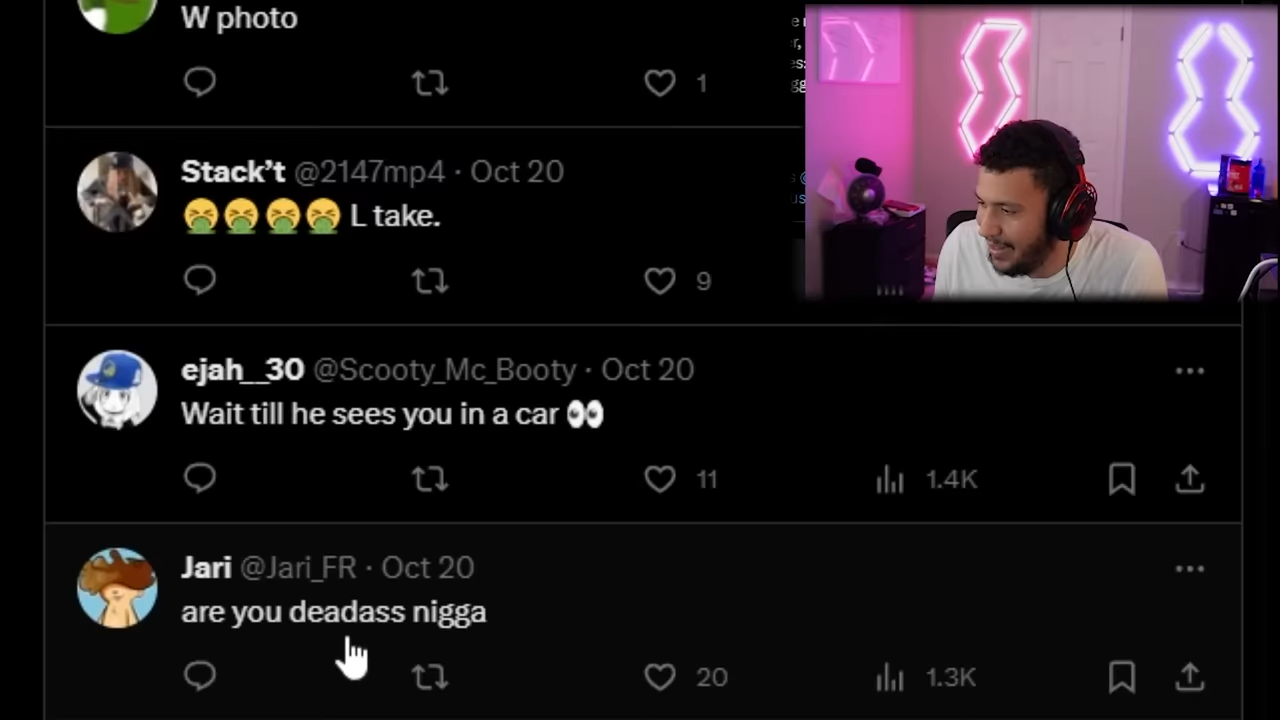 W photo
1
Stack't @2147mp4 · Oct 20
🤮🤮🤮🤮 L take.
9
ejah__30 @Scooty_Mc_Booty · Oct 20
Wait till he sees you in a car 👀
11 1.4K
Jari @Jari_FR · Oct 20
are you deadass nigga
20 1.3K